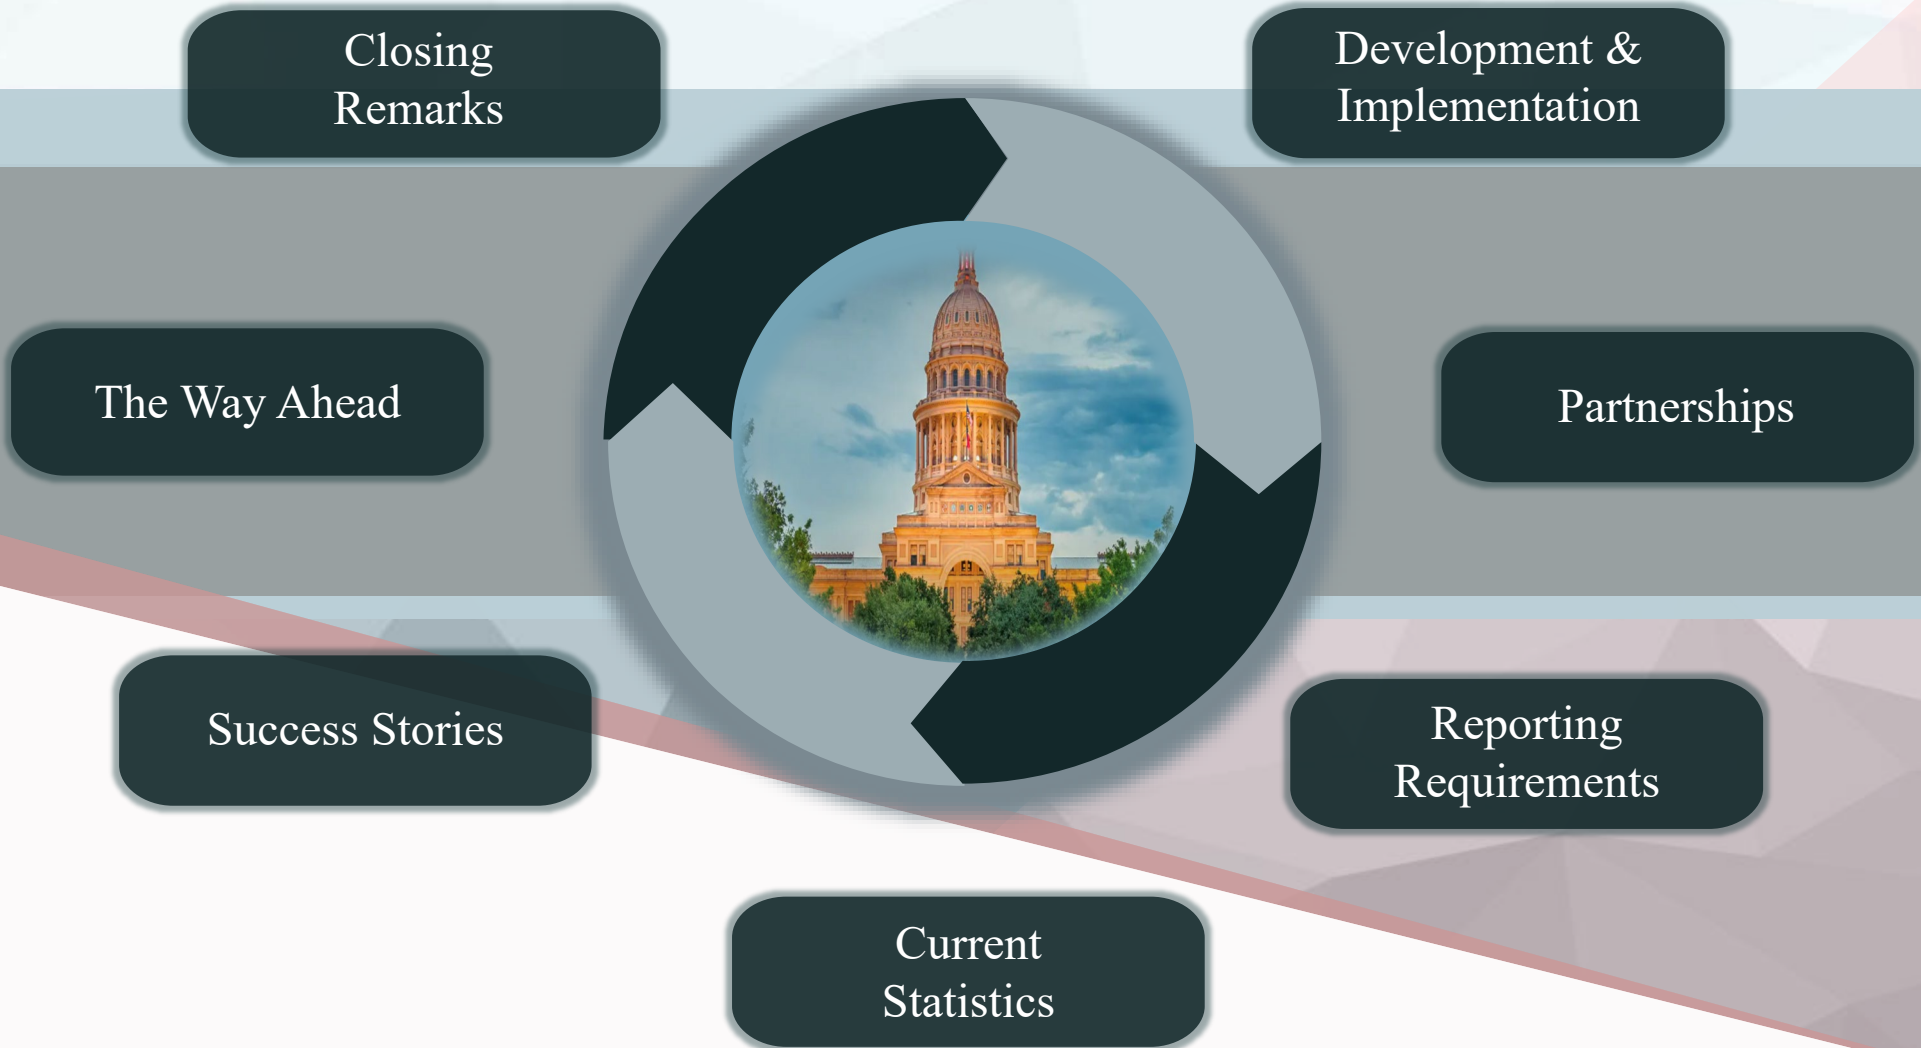 Closing
Remarks
Development &
Implementation
The Way Ahead
Partnerships
Success Stories
Reporting
Requirements
Current
Statistics